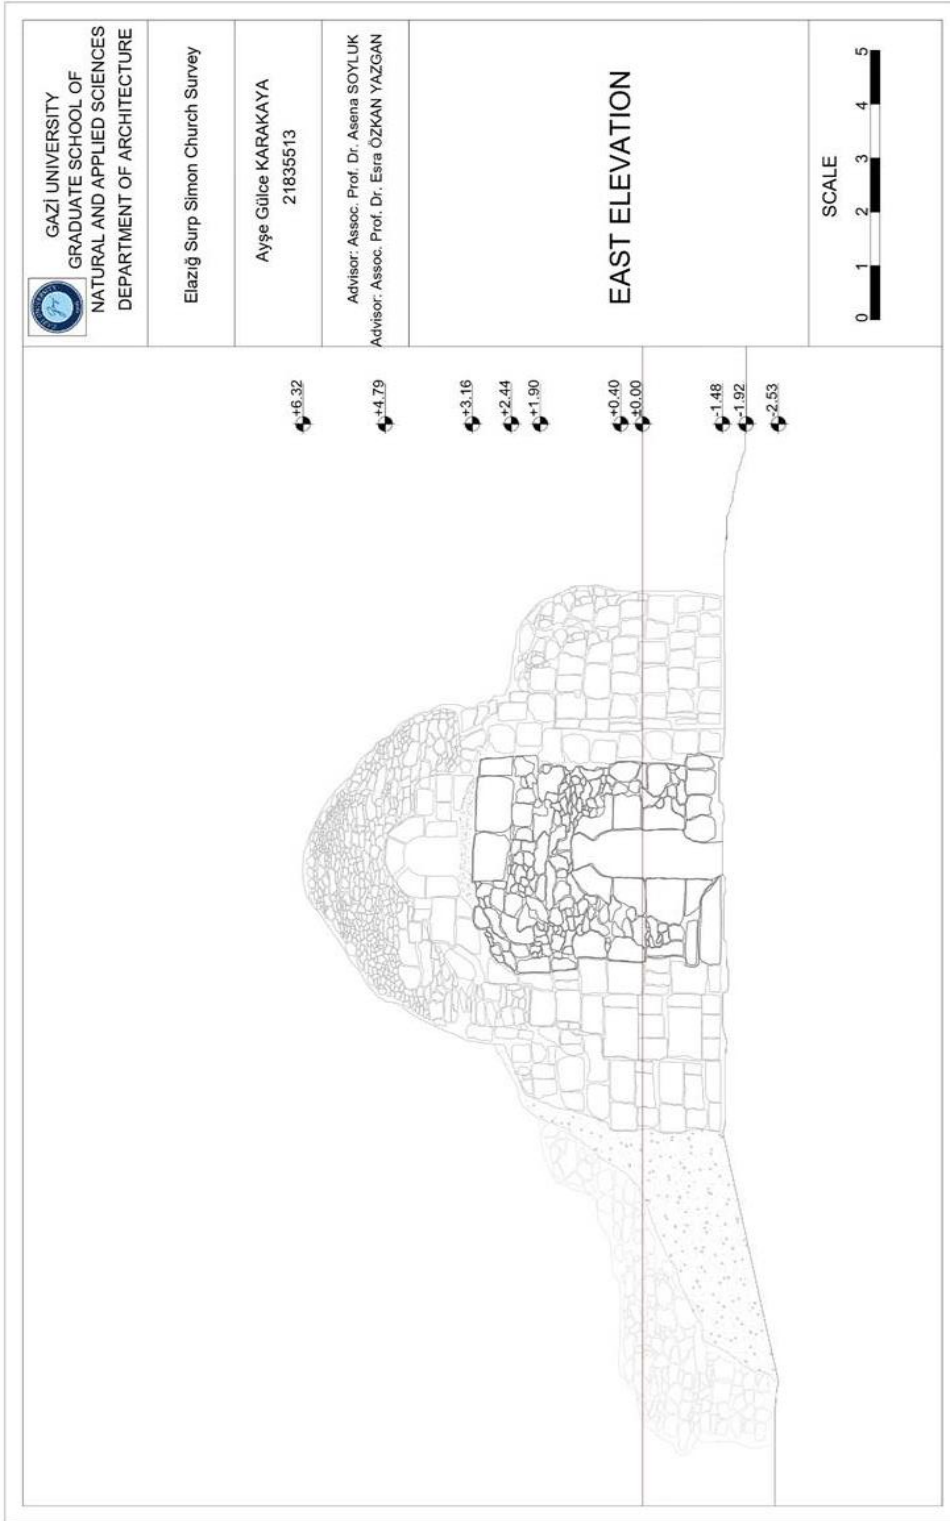 GAZİ UNIVERSITY
GRADUATE SCHOOL OF
NATURAL AND APPLIED SCIENCES
DEPARTMENT OF ARCHITECTURE
Elazığ Surp Simon Church Survey
Ayşe Gülce KARAKAYA
21835513
Advisor: Assoc. Prof. Dr. Asena SOYLUK
Advisor: Assoc. Prof. Dr. Esra ÖZKAN YAZGAN
EAST ELEVATION
SCALE
0 1 2 3 4 5
+6.32
+4.79
+3.16
+2.44
+1.90
+0.40
±0.00
-1.48
-1.92
-2.53